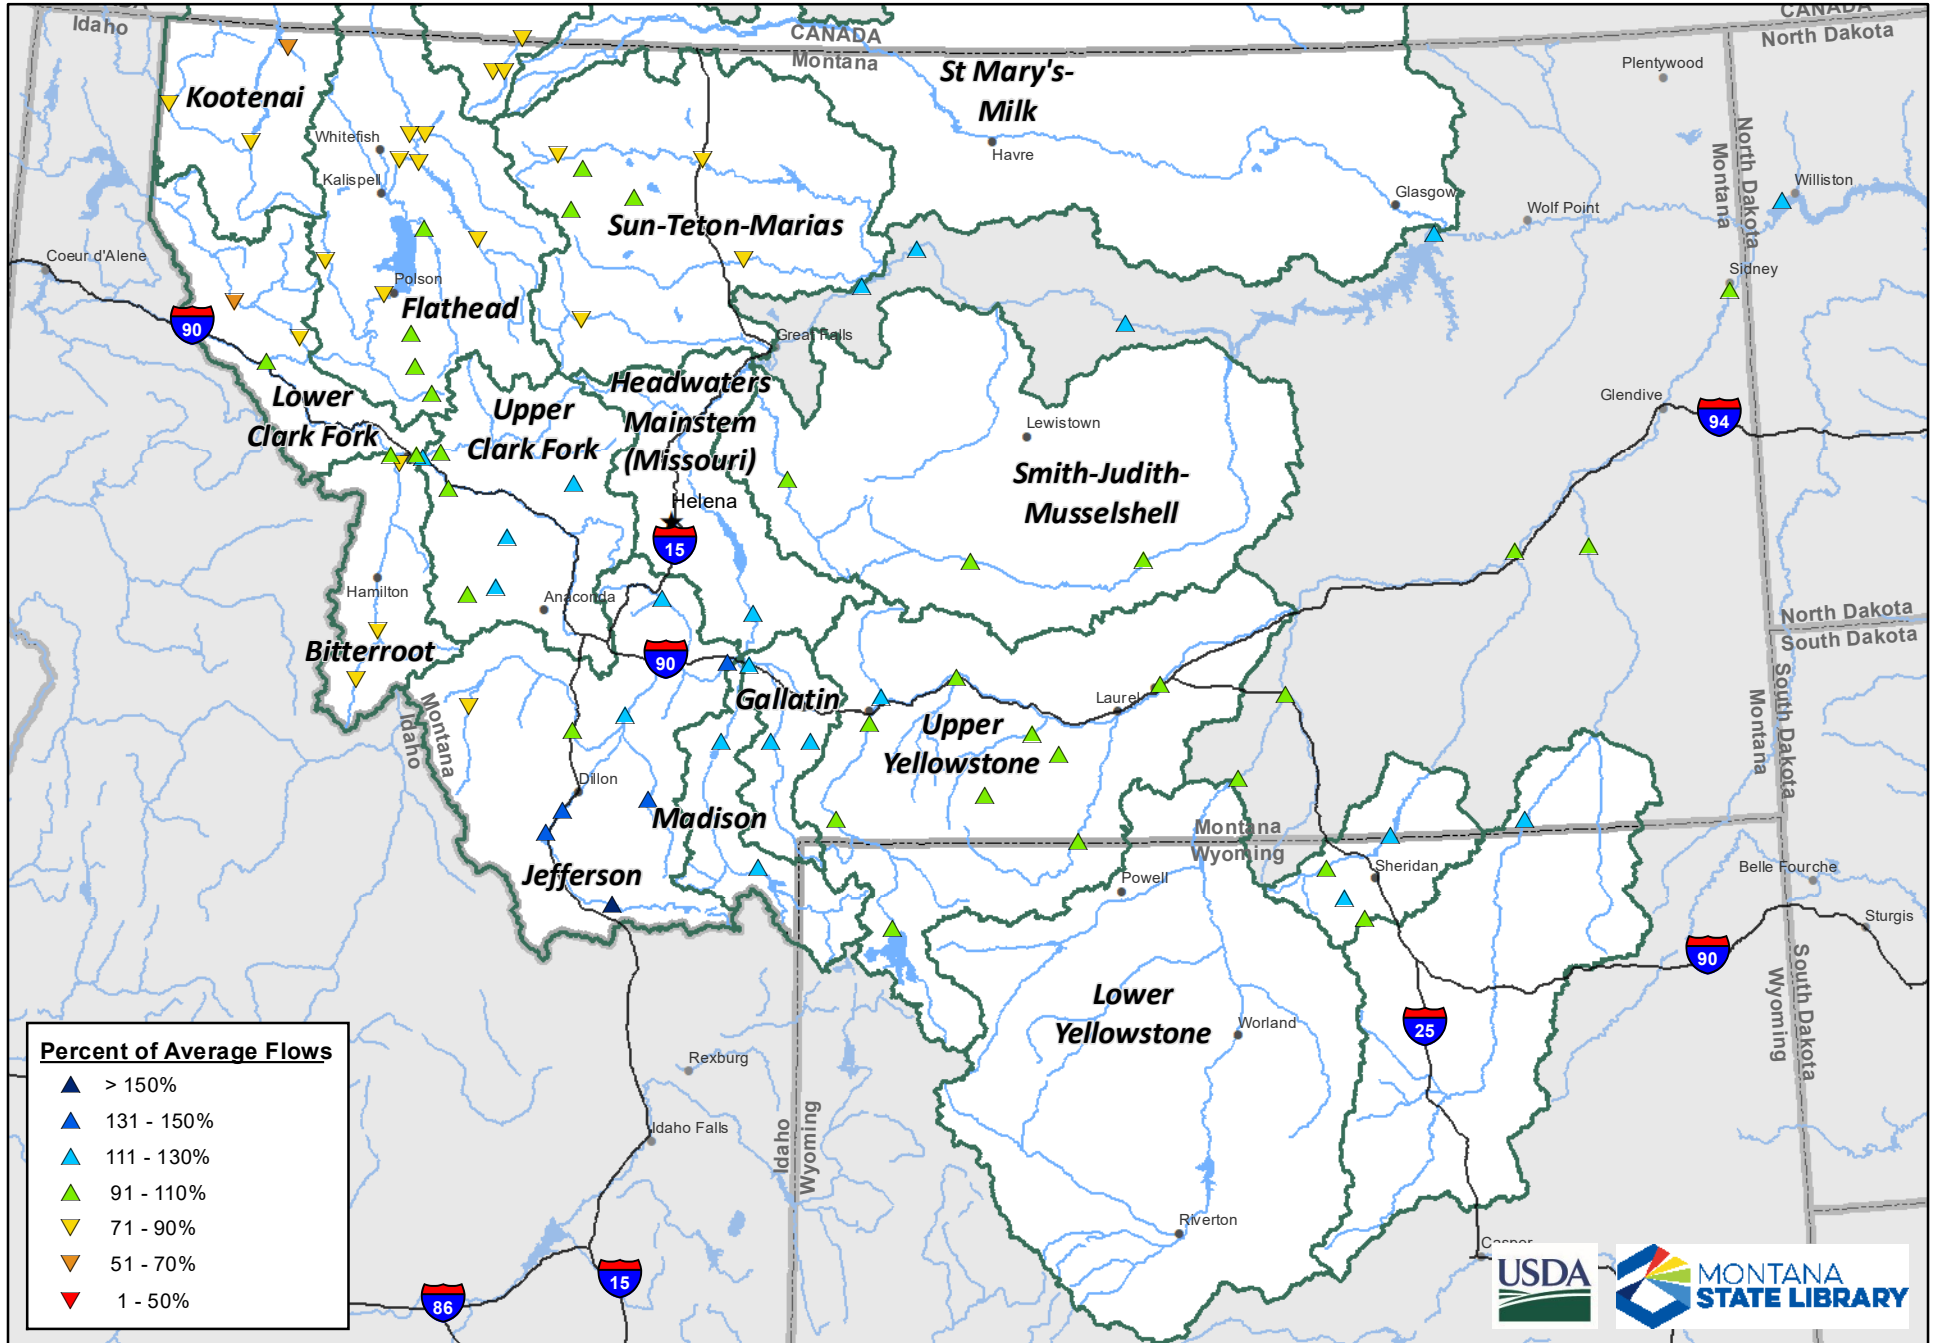 CANADA
Idaho
CANADA
Montana
CANADA
North Dakota
Kootenai
St Mary's-
Milk
Plentywood
Whitefish
Havre
Kalispell
Glasgow
Wolf Point
Williston
North Dakota
Montana
Sun-Teton-Marias
Coeur d'Alene
Polson
Flathead
Sidney
90
Great Falls
Lower
Clark Fork
Upper
Clark Fork
Headwaters
Mainstem
(Missouri)
Lewistown
Glendive
94
Smith-Judith-
Musselshell
Helena
15
Hamilton
Anaconda
North Dakota
South Dakota
Bitterroot
90
Montana
Idaho
Gallatin
Laurel
Upper
Yellowstone
South Dakota
Montana
Dillon
Madison
Montana
Wyoming
Jefferson
Powell
Sheridan
Belle Fourche
Sturgis
90
South Dakota
Wyoming
Lower
Yellowstone
Worland
25
Rexburg
Idaho Falls
Idaho
Wyoming
Riverton
Casper
15
86
Percent of Average Flows
> 150%
131 - 150%
111 - 130%
91 - 110%
71 - 90%
51 - 70%
1 - 50%
USDA
MONTANA
STATE LIBRARY